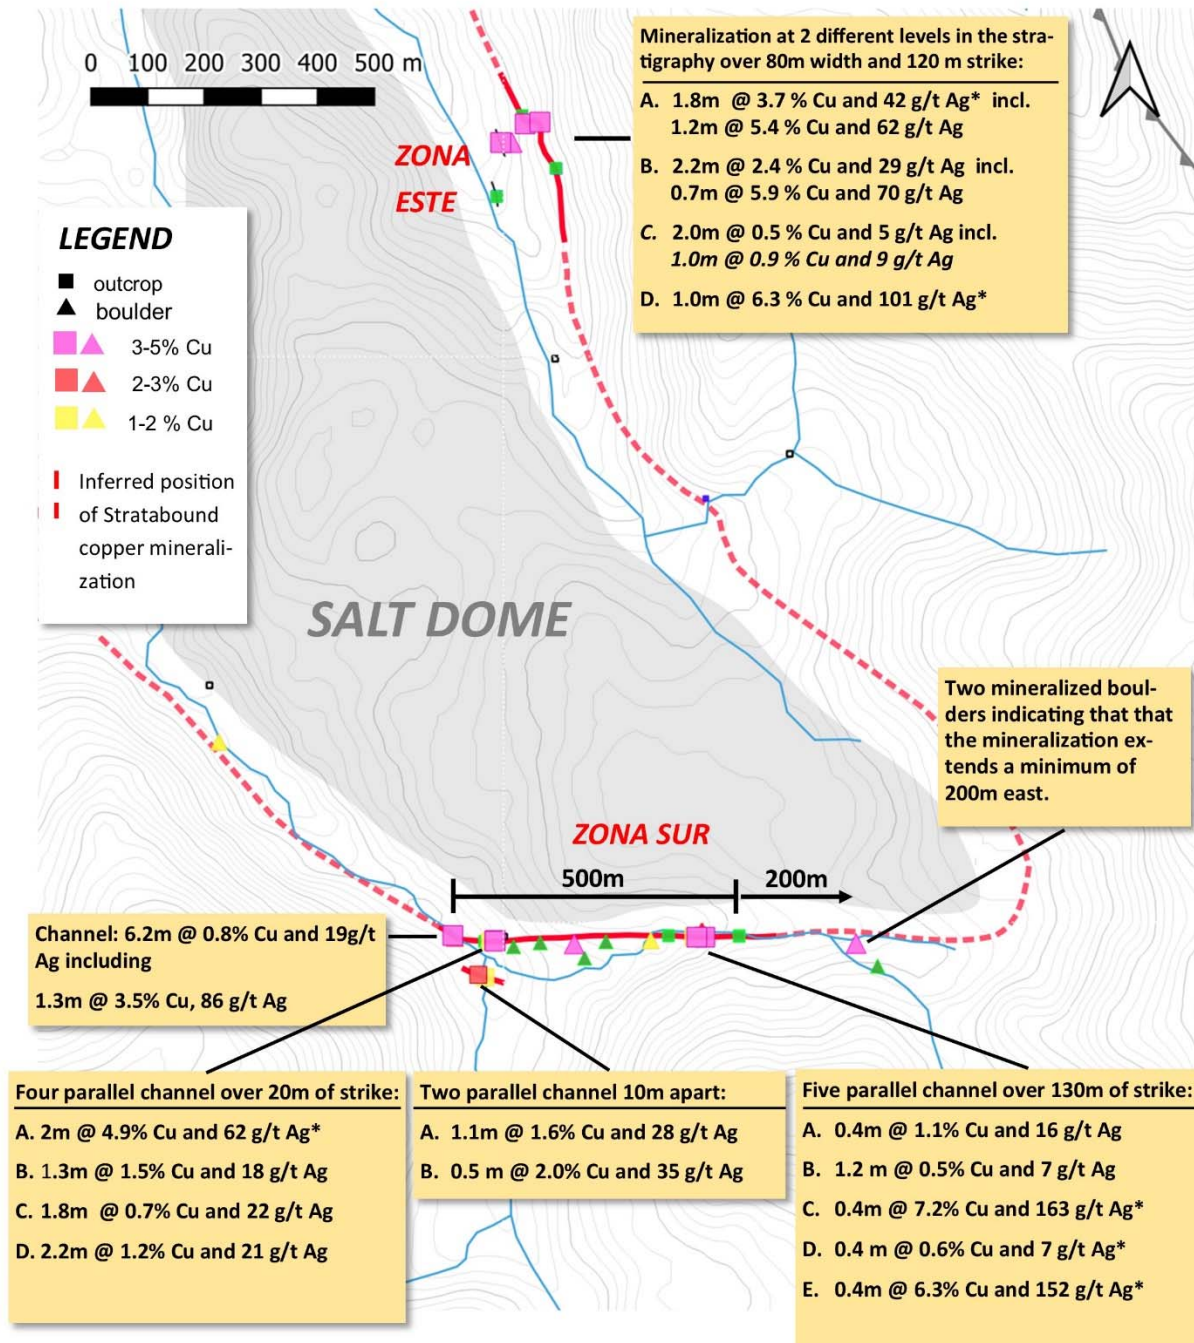 0 100 200 300 400 500 m
Mineralization at 2 different levels in the stra-
tigraphy over 80m width and 120 m strike:
A. 1.8m @ 3.7 % Cu and 42 g/t Ag* incl.
1.2m @ 5.4 % Cu and 62 g/t Ag
B. 2.2m @ 2.4 % Cu and 29 g/t Ag incl.
0.7m @ 5.9 % Cu and 70 g/t Ag
C. 2.0m @ 0.5 % Cu and 5 g/t Ag incl.
1.0m @ 0.9 % Cu and 9 g/t Ag
D. 1.0m @ 6.3 % Cu and 101 g/t Ag*
ZONA
ESTE
LEGEND
outcrop
boulder
3-5% Cu
2-3% Cu
1-2 % Cu
Inferred position
of Stratabound
copper minerali-
zation
SALT DOME
Two mineralized boul-
ders indicating that that
the mineralization ex-
tends a minimum of
200m east.
ZONA SUR
500m
200m
Channel: 6.2m @ 0.8% Cu and 19g/t
Ag including
1.3m @ 3.5% Cu, 86 g/t Ag
Four parallel channel over 20m of strike:
A. 2m @ 4.9% Cu and 62 g/t Ag*
B. 1.3m @ 1.5% Cu and 18 g/t Ag
C. 1.8m @ 0.7% Cu and 22 g/t Ag
D. 2.2m @ 1.2% Cu and 21 g/t Ag
Two parallel channel 10m apart:
A. 1.1m @ 1.6% Cu and 28 g/t Ag
B. 0.5 m @ 2.0% Cu and 35 g/t Ag
Five parallel channel over 130m of strike:
A. 0.4m @ 1.1% Cu and 16 g/t Ag
B. 1.2 m @ 0.5% Cu and 7 g/t Ag
C. 0.4m @ 7.2% Cu and 163 g/t Ag*
D. 0.4 m @ 0.6% Cu and 7 g/t Ag*
E. 0.4m @ 6.3% Cu and 152 g/t Ag*